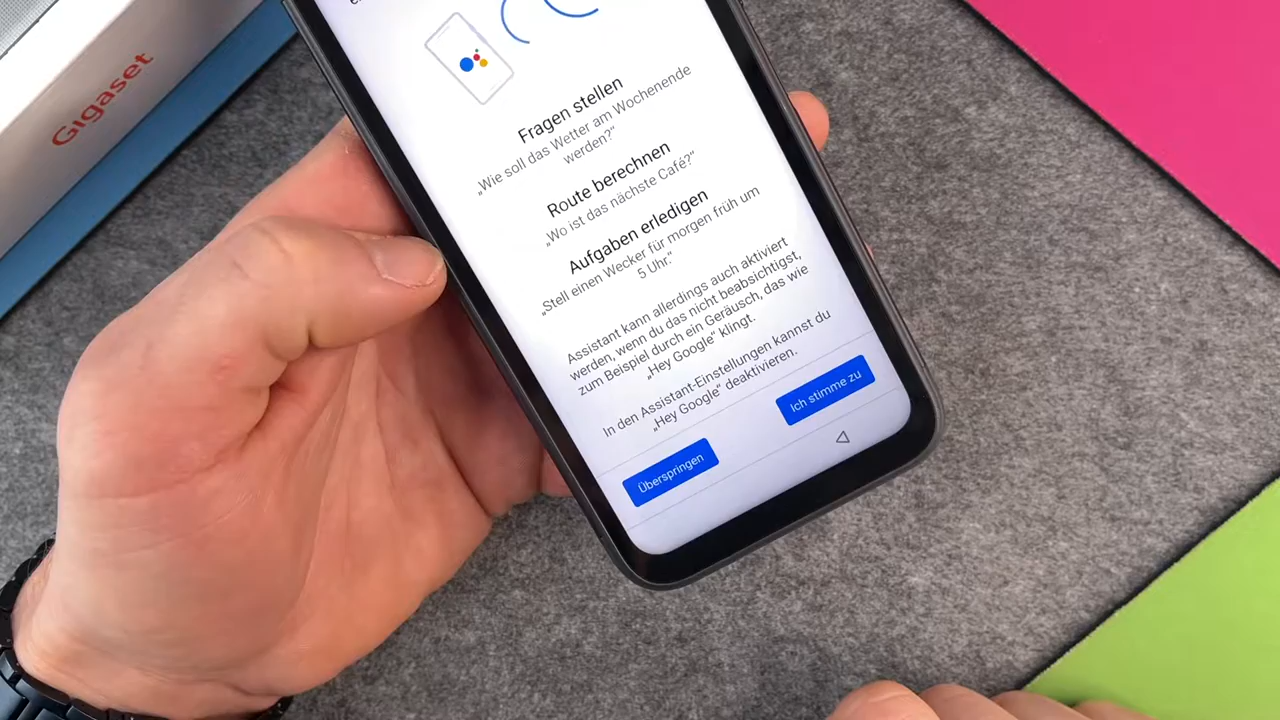 Gigaset
Fragen stellen
„Wie soll das Wetter am Wochenende
werden?“
Route berechnen
„Wo ist das nächste Café?“
Aufgaben erledigen
„Stell einen Wecker für morgen früh um
5 Uhr.“
Assistant kann allerdings auch aktiviert
werden, wenn du das nicht beabsichtigst,
zum Beispiel durch ein Geräusch, das wie
„Hey Google“ klingt.
In den Assistant-Einstellungen kannst du
„Hey Google“ deaktivieren.
Überspringen
Ich stimme zu